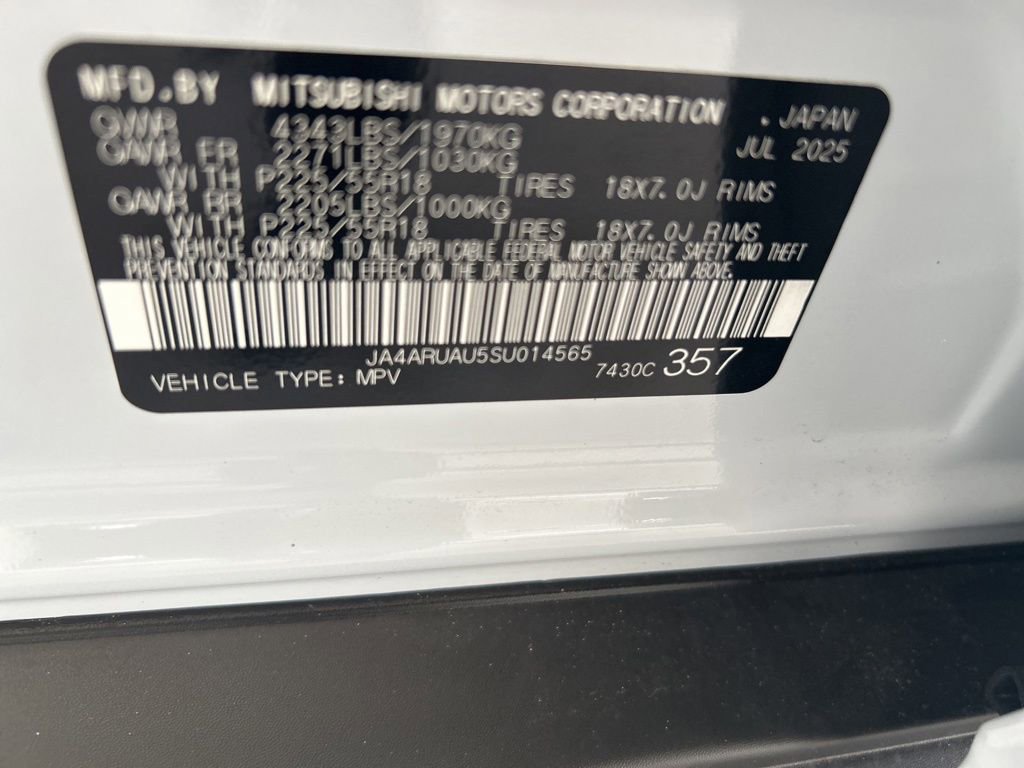 MFD.BY MITSUBISHI MOTORS CORPORATION . JAPAN
GVWR 4343LBS/1970KG JUL 2025
GAWR FR 2271LBS/1030KG
WITH P225/55R18 TIRES 18X7.0J RIMS
GAWR RR 2205LBS/1000KG
WITH P225/55R18 TIRES 18X7.0J RIMS
THIS VEHICLE CONFORMS TO ALL APPLICABLE FEDERAL MOTOR VEHICLE SAFETY AND THEFT
PREVENTION STANDARDS IN EFFECT ON THE DATE OF MANUFACTURE SHOWN ABOVE.
JA4ARUAU5SU014565
VEHICLE TYPE: MPV 7430C 357